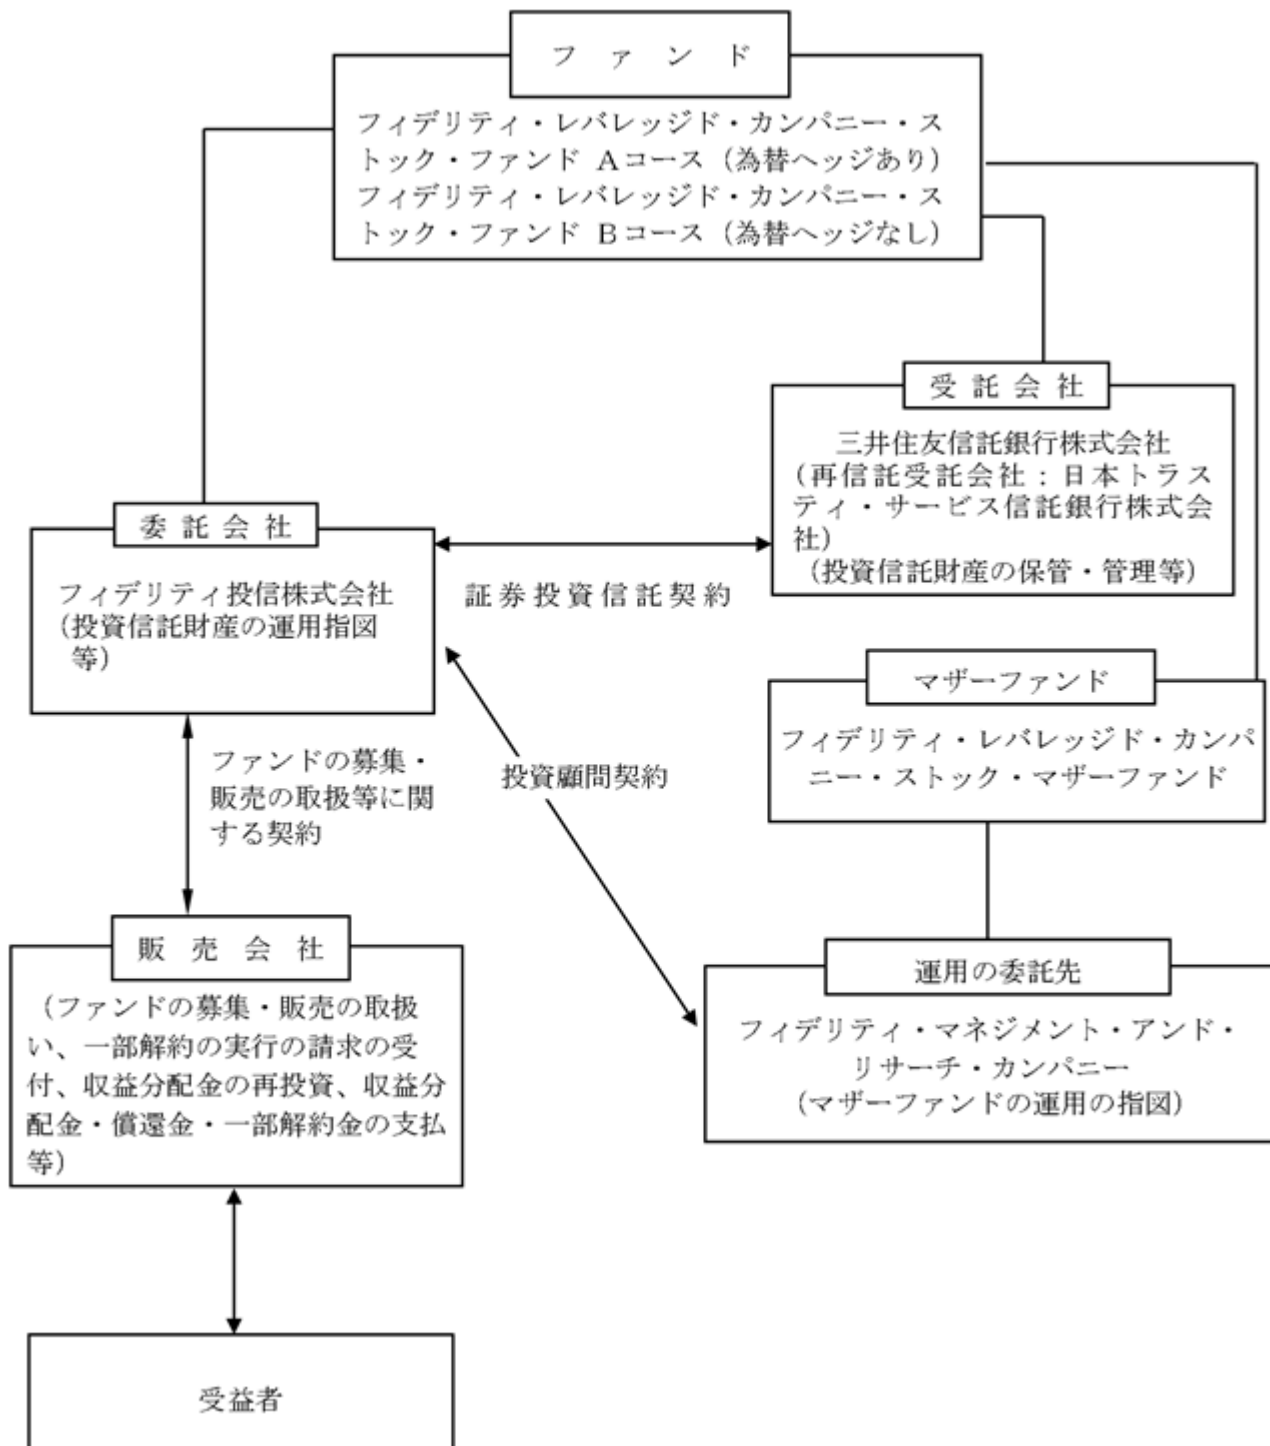 ファンド
フィデリティ・レバレッジド・カンパニー・ス
トック・ファンド Aコース（為替ヘッジあり）
フィデリティ・レバレッジド・カンパニー・ス
トック・ファンド Bコース（為替ヘッジなし）
受託会社
三井住友信託銀行株式会社
（再信託受託会社：日本トラス
ティ・サービス信託銀行株式会
社）
（投資信託財産の保管・管理等）
委託会社
フィデリティ投信株式会社
（投資信託財産の運用指図
等）
証券投資信託契約
マザーファンド
フィデリティ・レバレッジド・カンパ
ニー・ストック・マザーファンド
ファンドの募集・
販売の取扱等に関
する契約
投資顧問契約
販売会社
（ファンドの募集・販売の取扱
い、一部解約の実行の請求の受
付、収益分配金の再投資、収益分
配金・償還金・一部解約金の支払
等）
運用の委託先
フィデリティ・マネジメント・アンド・
リサーチ・カンパニー
（マザーファンドの運用の指図）
受益者